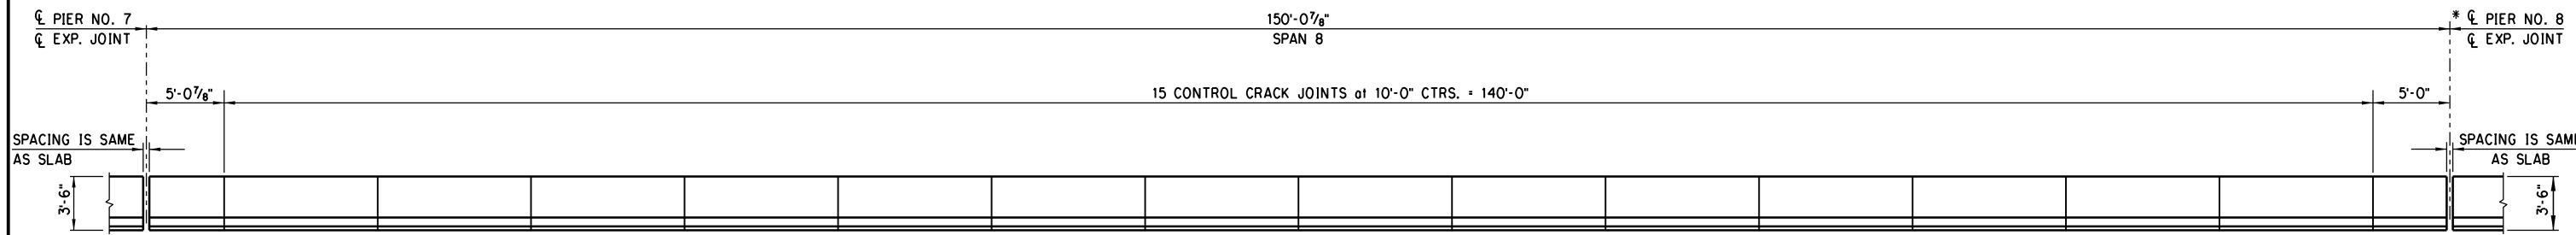 ℄ PIER NO. 7
℄ EXP. JOINT
150'-0⅞"
SPAN 8
* ℄ PIER NO. 8
℄ EXP. JOINT
5'-0⅞"
15 CONTROL CRACK JOINTS at 10'-0" CTRS. = 140'-0"
5'-0"
SPACING IS SAME
AS SLAB
SPACING IS SAME
AS SLAB
3'-6"
3'-6"